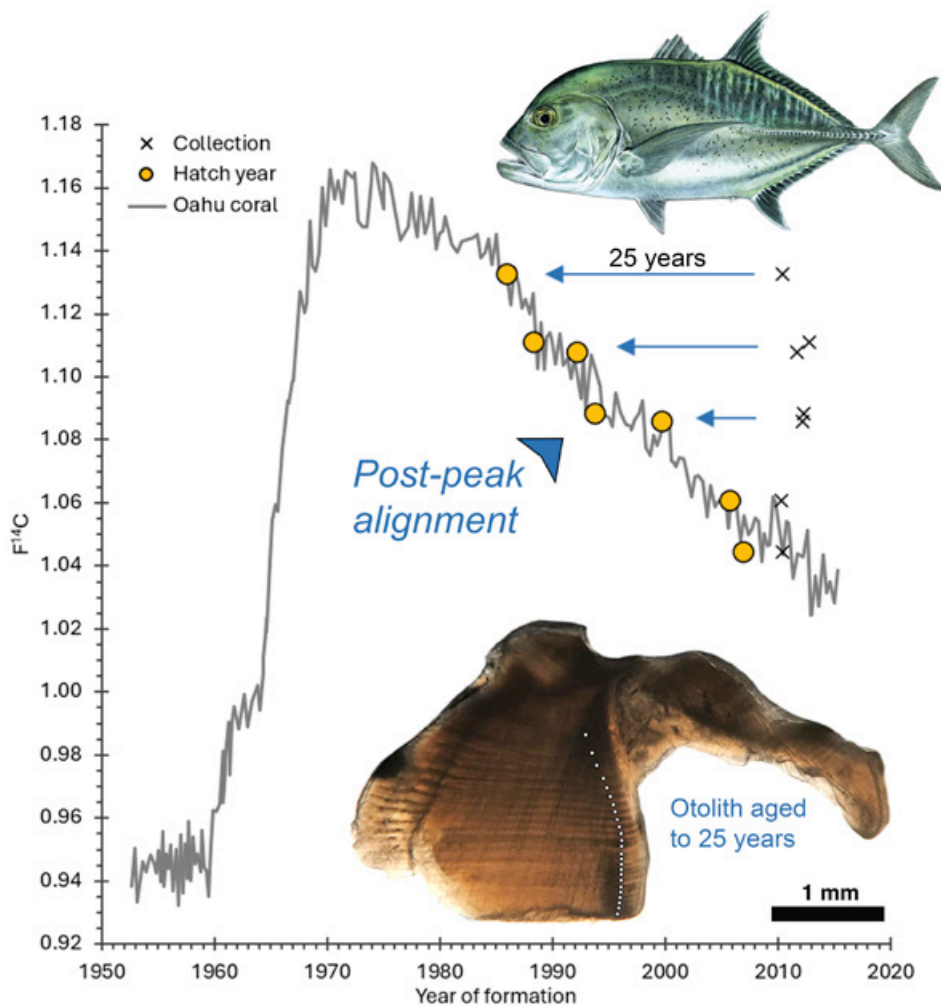 1.18
1.16
1.14
1.12
1.10
1.08
1.06
1.04
1.02
1.00
0.98
0.96
0.94
0.92
F¹⁴C
Collection
Hatch year
Oahu coral
25 years
Post-peak
alignment
Otolith aged
to 25 years
1 mm
1950
1960
1970
1980
1990
2000
2010
2020
Year of formation